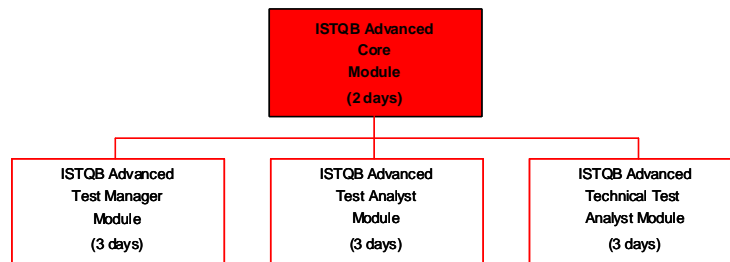 ISTQB Advanced
Core
Module
(2 days)
ISTQB Advanced
Test Manager
Module
(3 days)
ISTQB Advanced
Test Analyst
Module
(3 days)
ISTQB Advanced
Technical Test
Analyst Module
(3 days)